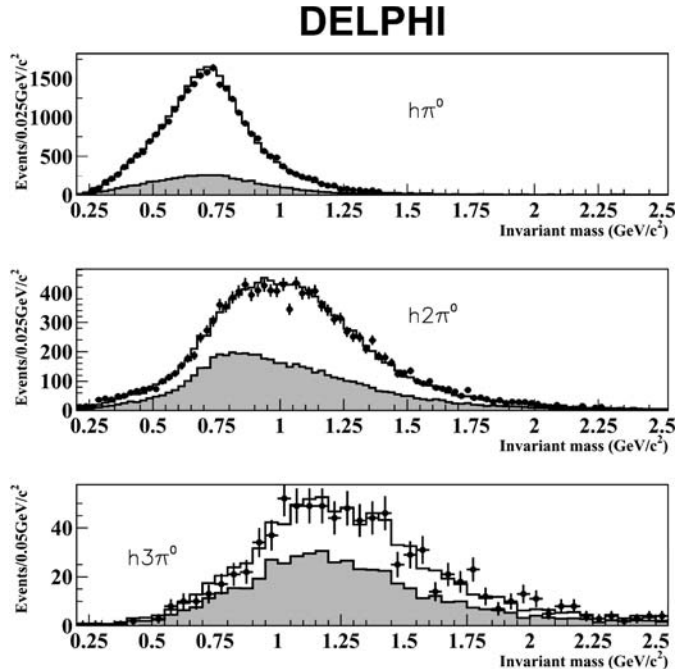 DELPHI
Events/0.025GeV/c²
1500
1000
500
0
hπ⁰
0.25 0.5 0.75 1 1.25 1.5 1.75 2 2.25 2.5
Invariant mass (GeV/c²)
Events/0.025GeV/c²
400
300
200
100
0
h2π⁰
0.25 0.5 0.75 1 1.25 1.5 1.75 2 2.25 2.5
Invariant mass (GeV/c²)
Events/0.05GeV/c²
40
20
0
h3π⁰
0.25 0.5 0.75 1 1.25 1.5 1.75 2 2.25 2.5
Invariant mass (GeV/c²)